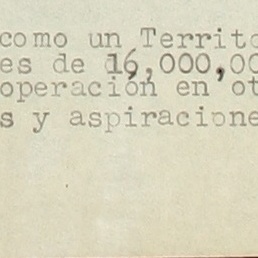 como un Territo
es de 16,000,00
operación en ot
s y aspiracione